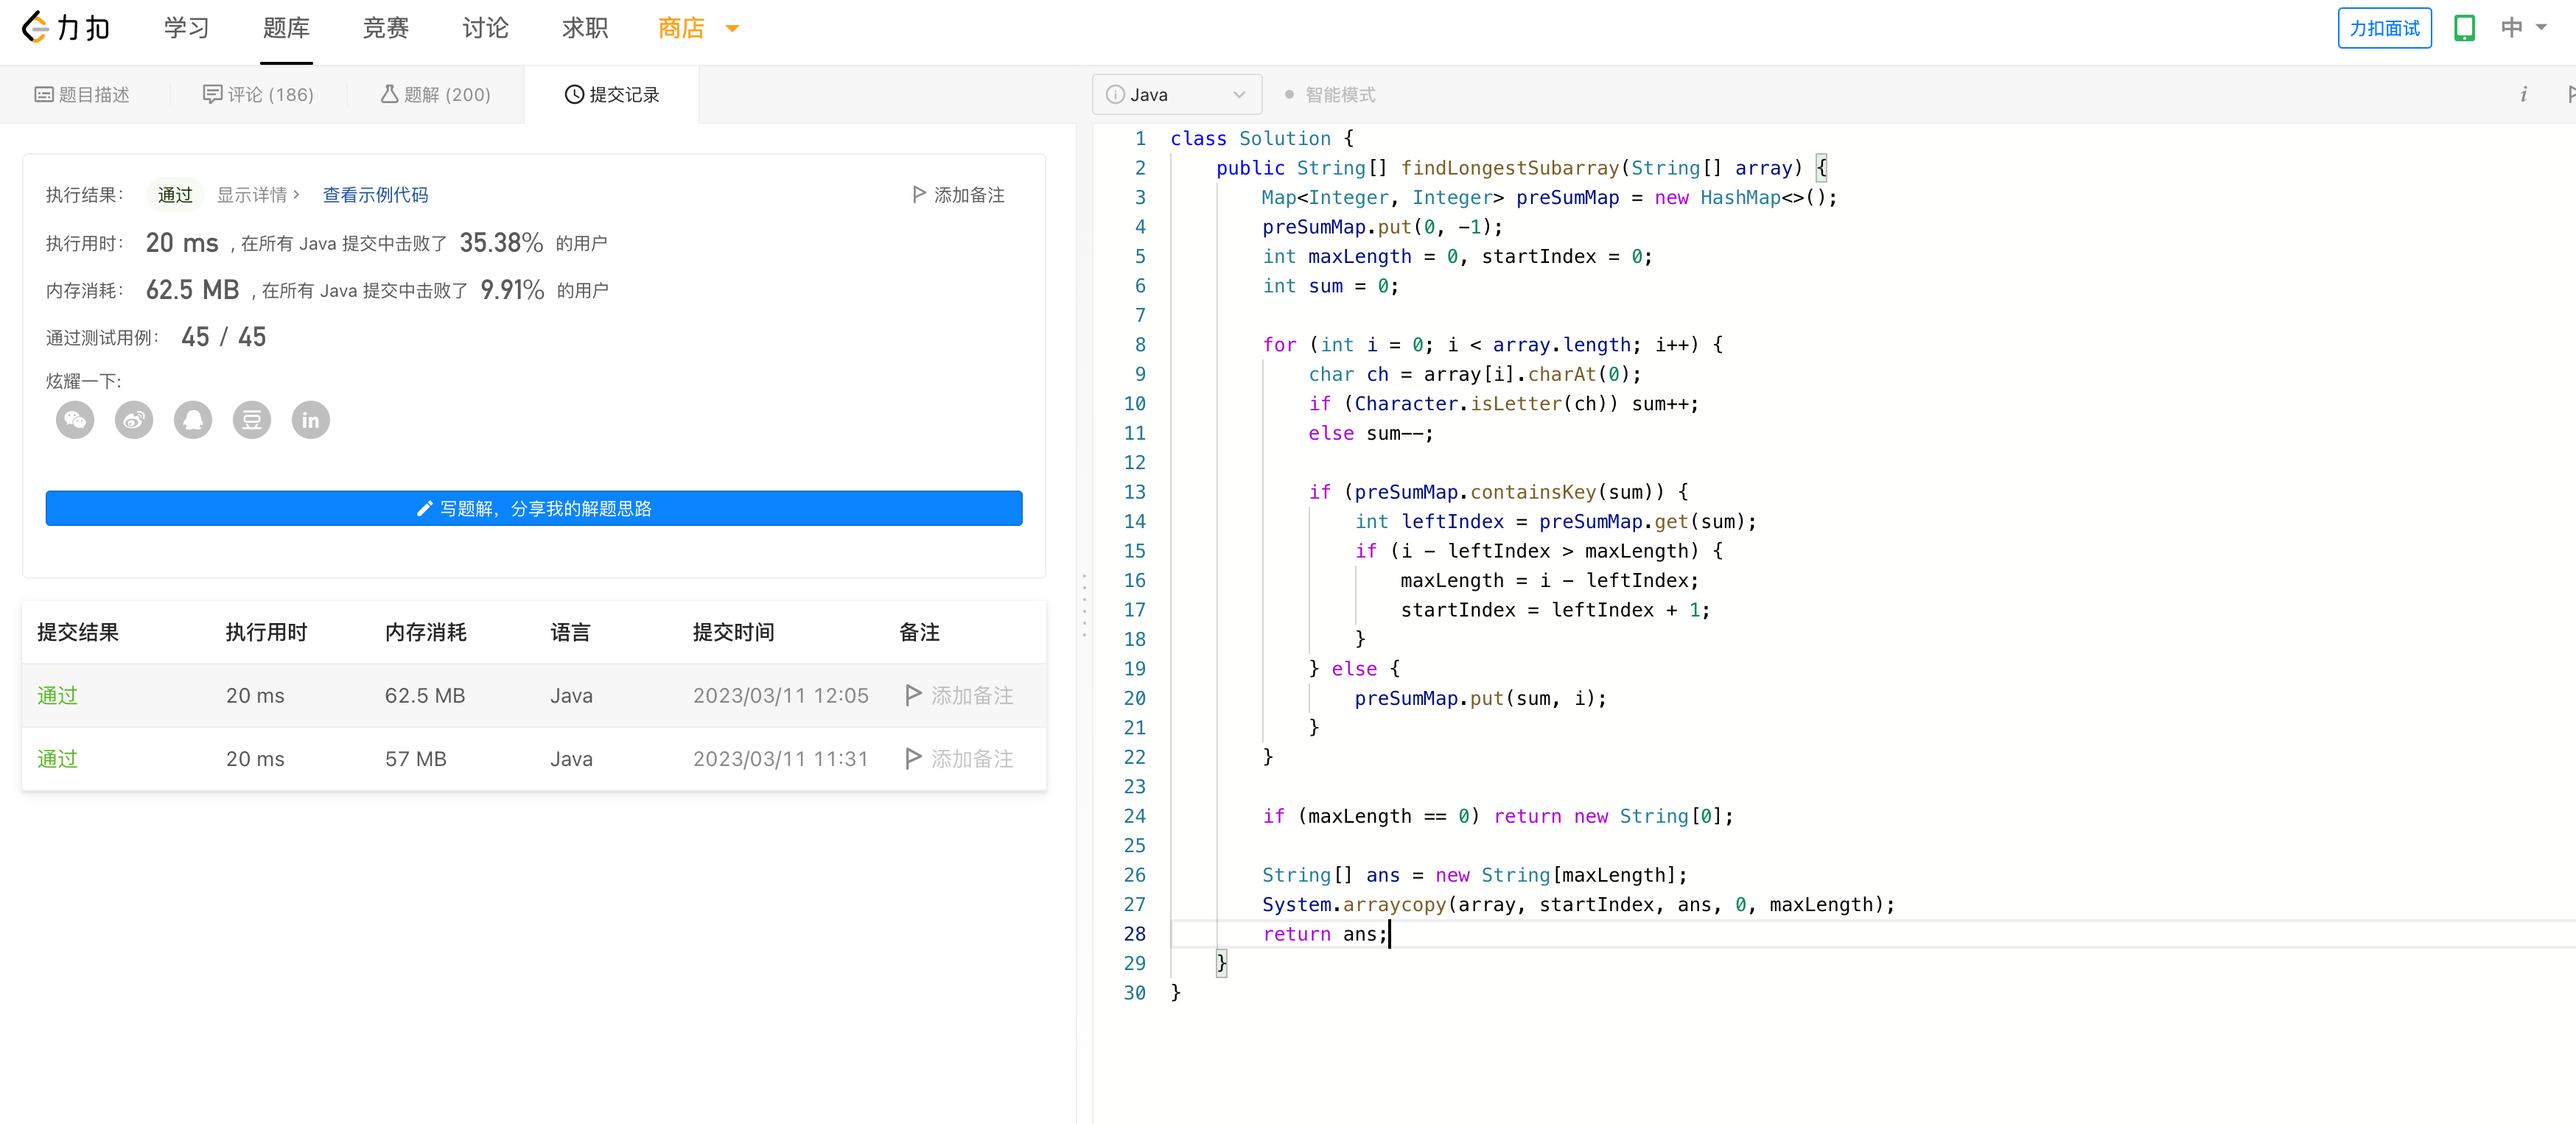 力扣 学习 题库 竞赛 讨论 求职 商店 力扣面试 中
题目描述 评论 (186) 题解 (200) 提交记录
Java 智能模式 i
执行结果： 通过 显示详情 > 查看示例代码 添加备注
执行用时： 20 ms , 在所有 Java 提交中击败了 35.38% 的用户
内存消耗： 62.5 MB , 在所有 Java 提交中击败了 9.91% 的用户
通过测试用例： 45 / 45
炫耀一下:
豆 in
写题解，分享我的解题思路
提交结果 执行用时 内存消耗 语言 提交时间 备注
通过 20 ms 62.5 MB Java 2023/03/11 12:05 添加备注
通过 20 ms 57 MB Java 2023/03/11 11:31 添加备注
1 class Solution {
2 public String[] findLongestSubarray(String[] array) {
3 Map<Integer, Integer> preSumMap = new HashMap<>();
4 preSumMap.put(0, -1);
5 int maxLength = 0, startIndex = 0;
6 int sum = 0;
7
8 for (int i = 0; i < array.length; i++) {
9 char ch = array[i].charAt(0);
10 if (Character.isLetter(ch)) sum++;
11 else sum--;
12
13 if (preSumMap.containsKey(sum)) {
14 int leftIndex = preSumMap.get(sum);
15 if (i - leftIndex > maxLength) {
16 maxLength = i - leftIndex;
17 startIndex = leftIndex + 1;
18 }
19 } else {
20 preSumMap.put(sum, i);
21 }
22 }
23
24 if (maxLength == 0) return new String[0];
25
26 String[] ans = new String[maxLength];
27 System.arraycopy(array, startIndex, ans, 0, maxLength);
28 return ans;
29 }
30 }